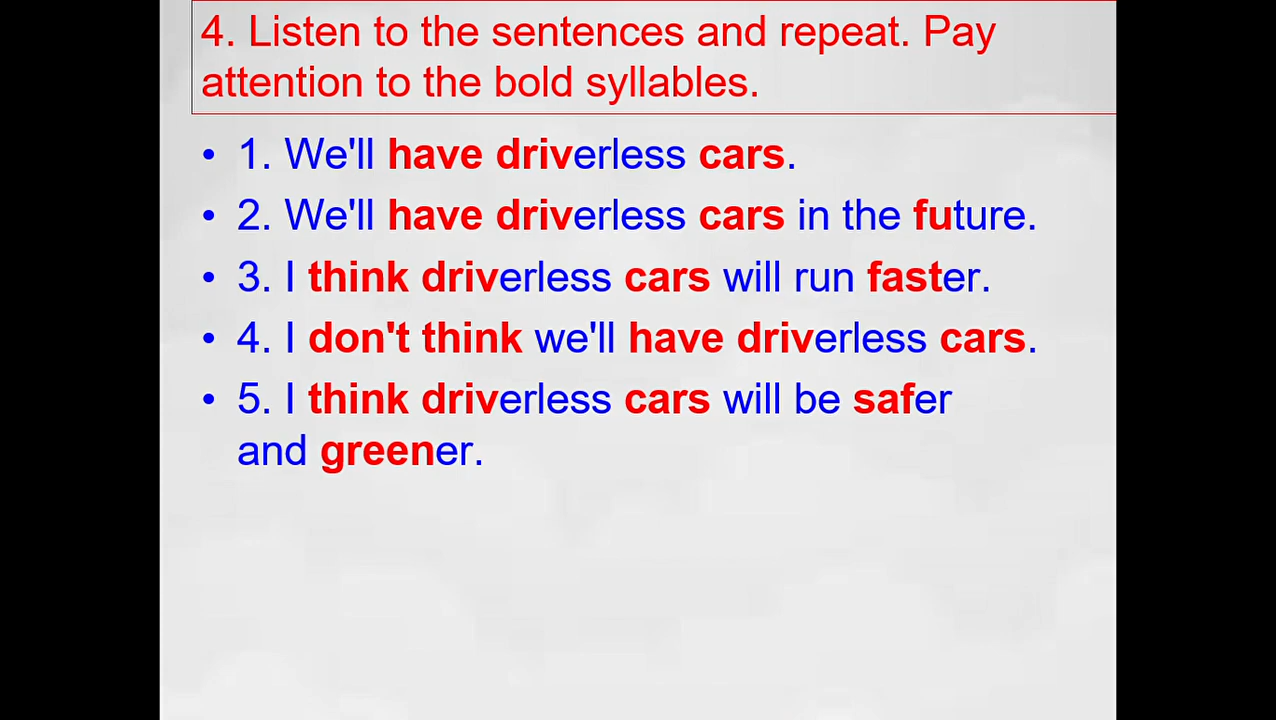 4. Listen to the sentences and repeat. Pay
attention to the bold syllables.
• 1. We'll have driverless cars.
• 2. We'll have driverless cars in the future.
• 3. I think driverless cars will run faster.
• 4. I don't think we'll have driverless cars.
• 5. I think driverless cars will be safer
and greener.